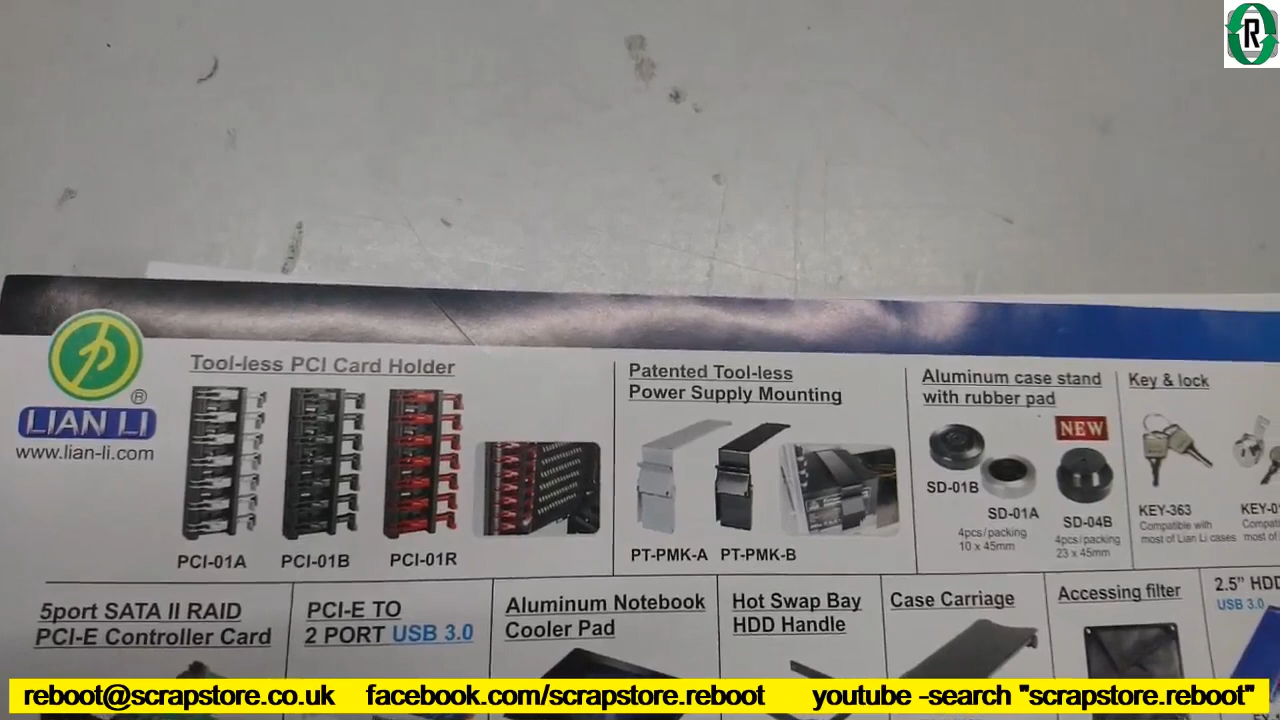 R
Tool-less PCI Card Holder
LIAN LI
®
www.lian-li.com
PCI-01A
PCI-01B
PCI-01R
Patented Tool-less
Power Supply Mounting
PT-PMK-A
PT-PMK-B
Aluminum case stand
with rubber pad
NEW
SD-01B
SD-01A
4pcs/packing
10 x 45mm
SD-04B
4pcs/packing
23 x 45mm
Key & lock
KEY-363
Compatible with
most of Lian Li cases
most of
5port SATA II RAID
PCI-E Controller Card
PCI-E TO
2 PORT USB 3.0
Aluminum Notebook
Cooler Pad
Hot Swap Bay
HDD Handle
Case Carriage
Accessing filter
2.5" HDD
USB 3.0
reboot@scrapstore.co.uk facebook.com/scrapstore.reboot youtube -search "scrapstore.reboot"